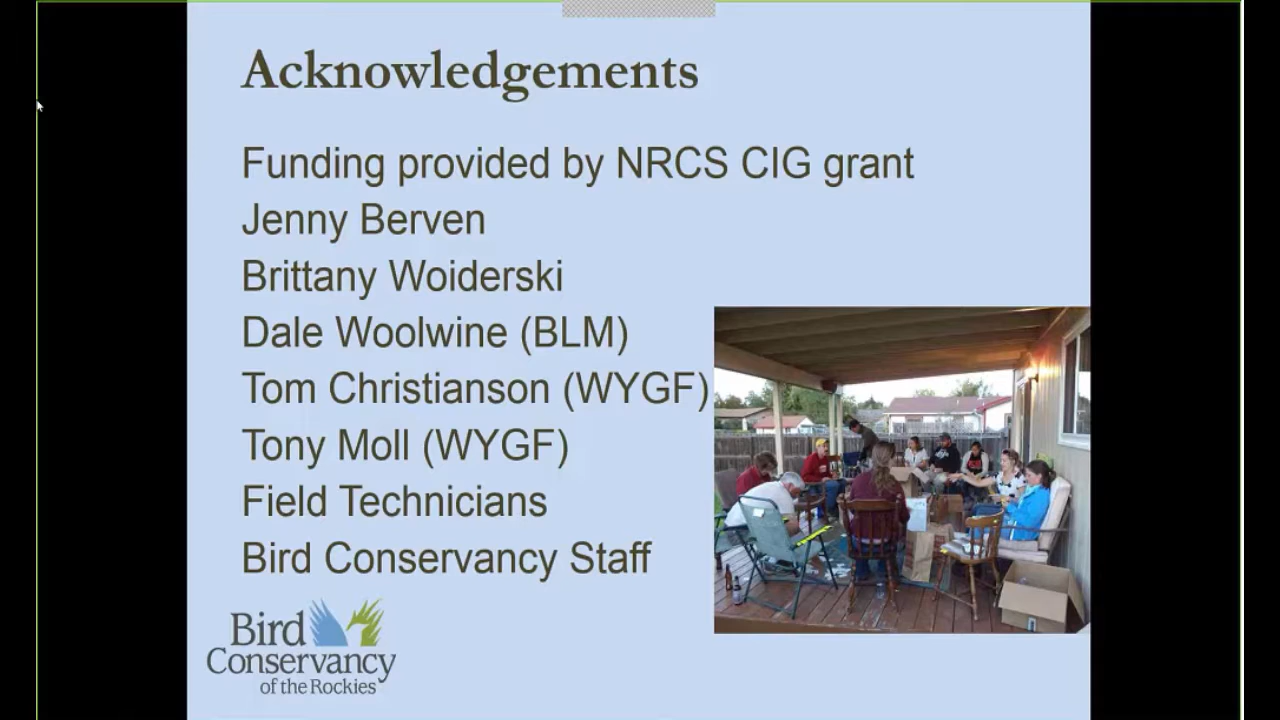 Acknowledgements
Funding provided by NRCS CIG grant
Jenny Berven
Brittany Woiderski
Dale Woolwine (BLM)
Tom Christianson (WYGF)
Tony Moll (WYGF)
Field Technicians
Bird Conservancy Staff
Bird
Conservancy
of the Rockies